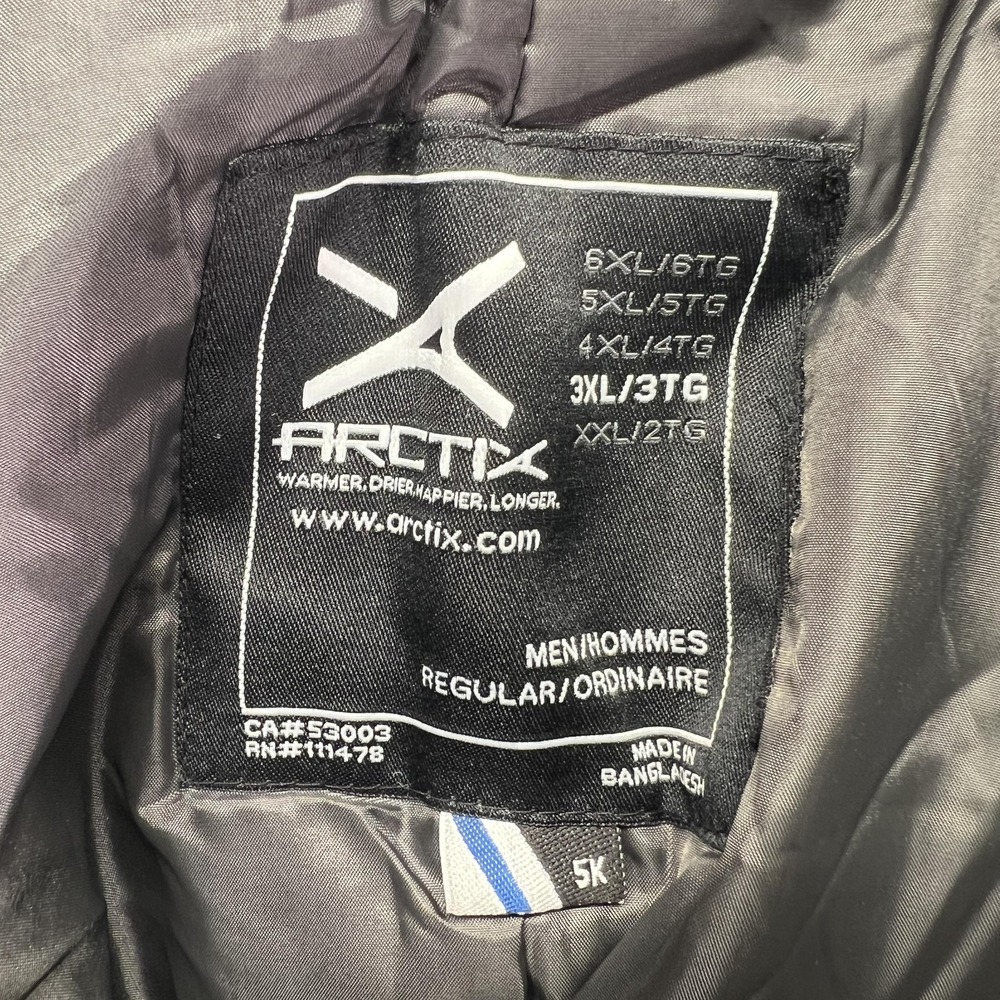 6XL/6TG
5XL/5TG
4XL/4TG
3XL/3TG
XXL/2TG
ARCTIX
WARMER. DRIER. HAPPIER. LONGER.
www.arctix.com
MEN/HOMMES
REGULAR/ORDINAIRE
CA#53003
RN#111478
MADE IN
BANGLADESH
5K